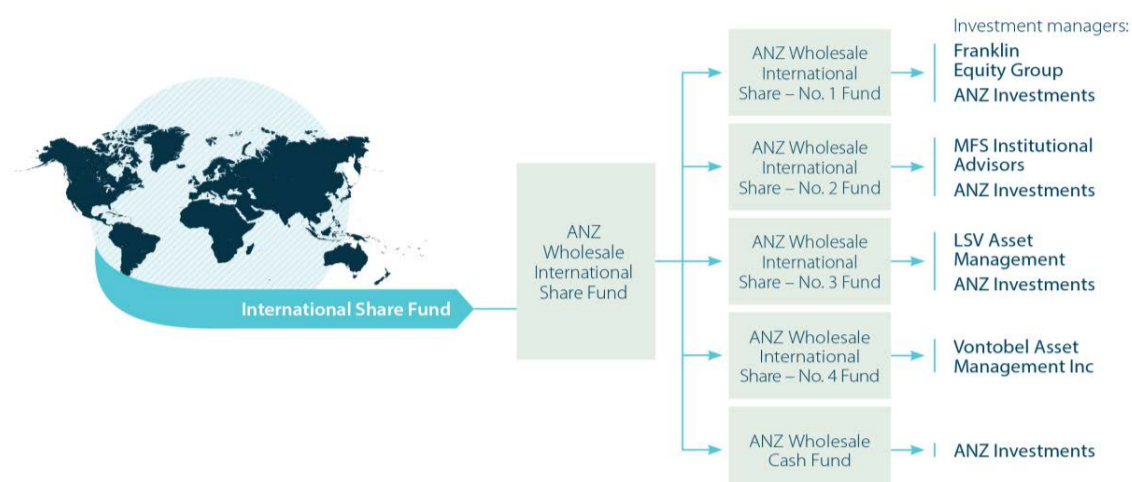 Investment managers:
ANZ Wholesale
International
Share – No. 1 Fund
Franklin
Equity Group
ANZ Investments
ANZ Wholesale
International
Share – No. 2 Fund
MFS Institutional
Advisors
ANZ Investments
International Share Fund
ANZ
Wholesale
International
Share Fund
ANZ Wholesale
International
Share – No. 3 Fund
LSV Asset
Management
ANZ Investments
ANZ Wholesale
International
Share – No. 4 Fund
Vontobel Asset
Management Inc
ANZ Wholesale
Cash Fund
ANZ Investments